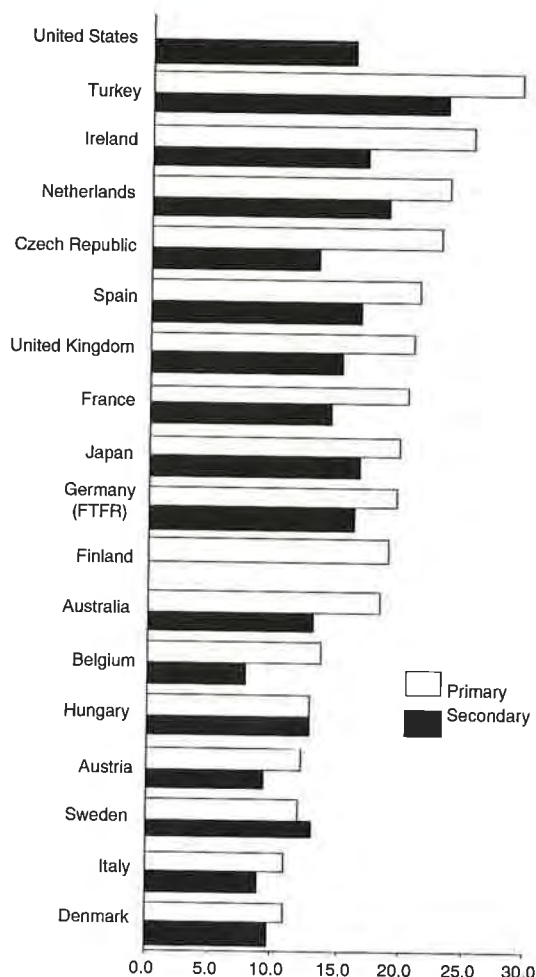 United States
Turkey
Ireland
Netherlands
Czech Republic
Spain
United Kingdom
France
Japan
Germany
(FTFR)
Finland
Australia
Belgium
Primary
Hungary
Secondary
Austria
Sweden
Italy
Denmark
0.0 5.0 10.0 15.0 20.0 25.0 30.0